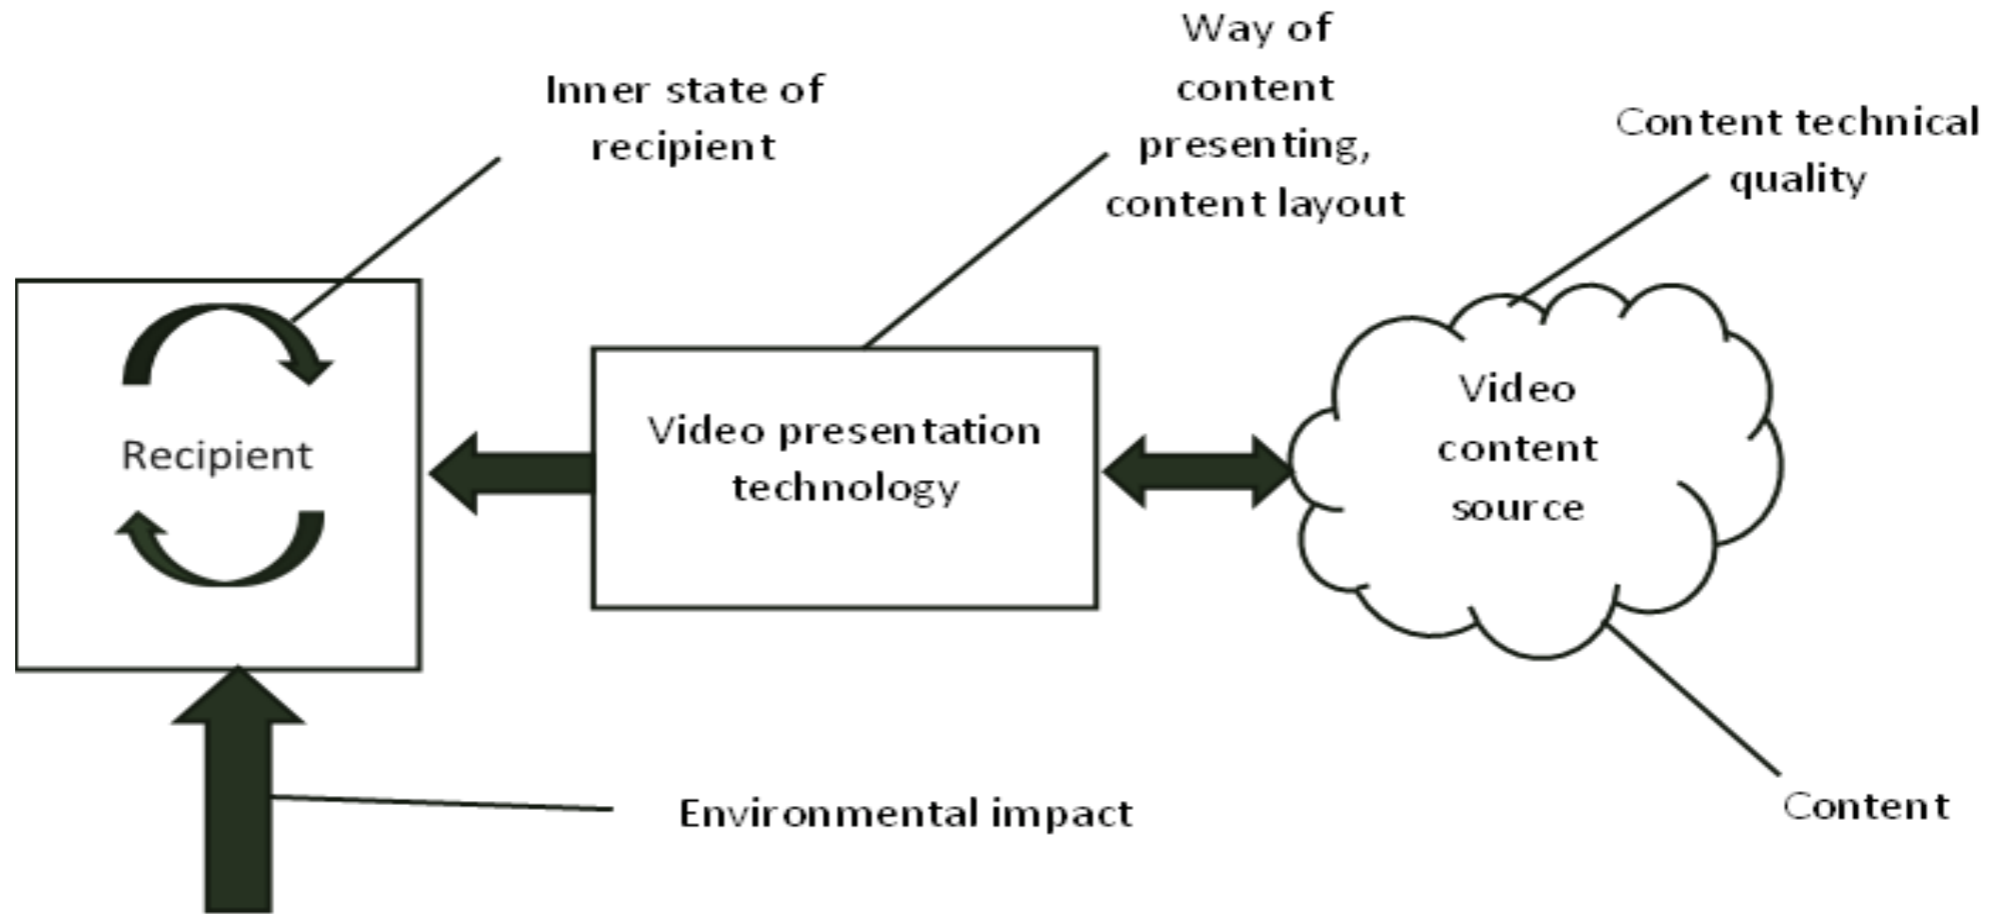 Inner state of
recipient
Way of
content
presenting,
content layout
Content technical
quality
Recipient
Video presentation
technology
Video
content
source
Environmental impact
Content